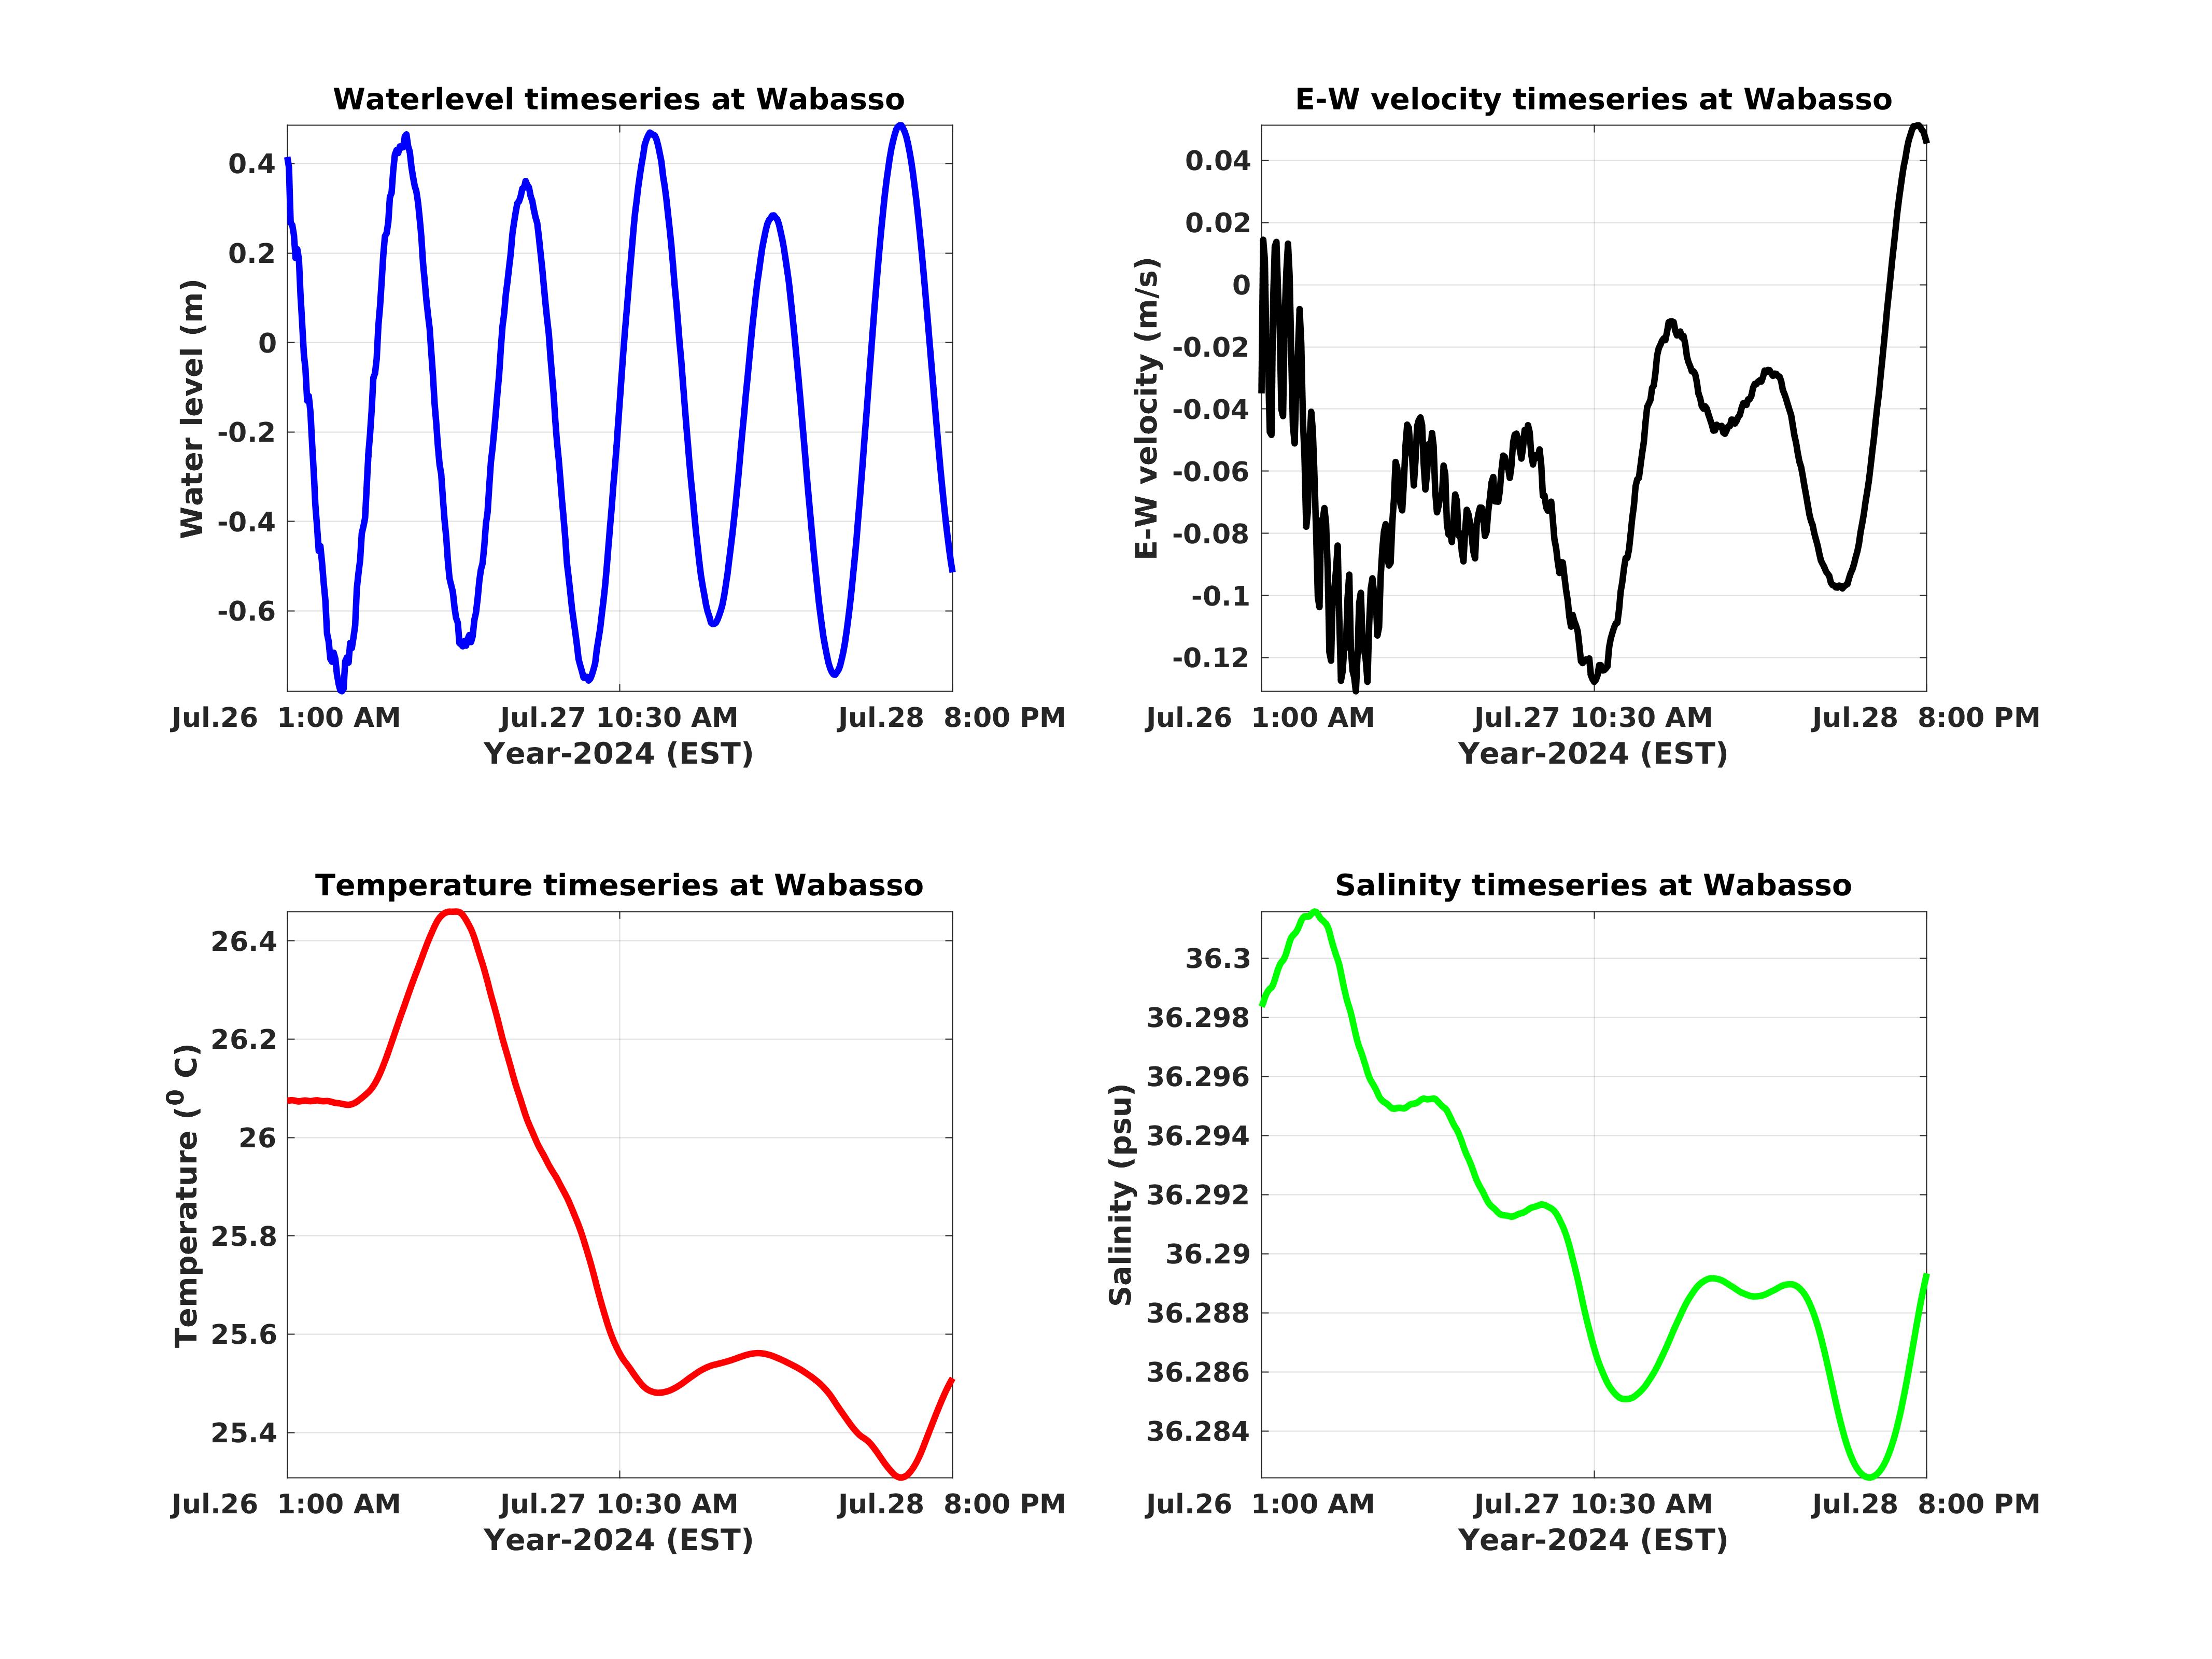 Waterlevel timeseries at Wabasso
Water level (m)
0.4
0.2
0
-0.2
-0.4
-0.6
Jul.26  1:00 AM
Jul.27 10:30 AM
Jul.28  8:00 PM
Year-2024 (EST)
E-W velocity timeseries at Wabasso
E-W velocity (m/s)
0.04
0.02
0
-0.02
-0.04
-0.06
-0.08
-0.1
-0.12
Jul.26  1:00 AM
Jul.27 10:30 AM
Jul.28  8:00 PM
Year-2024 (EST)
Temperature timeseries at Wabasso
Temperature (⁰ C)
26.4
26.2
26
25.8
25.6
25.4
Jul.26  1:00 AM
Jul.27 10:30 AM
Jul.28  8:00 PM
Year-2024 (EST)
Salinity timeseries at Wabasso
Salinity (psu)
36.3
36.298
36.296
36.294
36.292
36.29
36.288
36.286
36.284
Jul.26  1:00 AM
Jul.27 10:30 AM
Jul.28  8:00 PM
Year-2024 (EST)